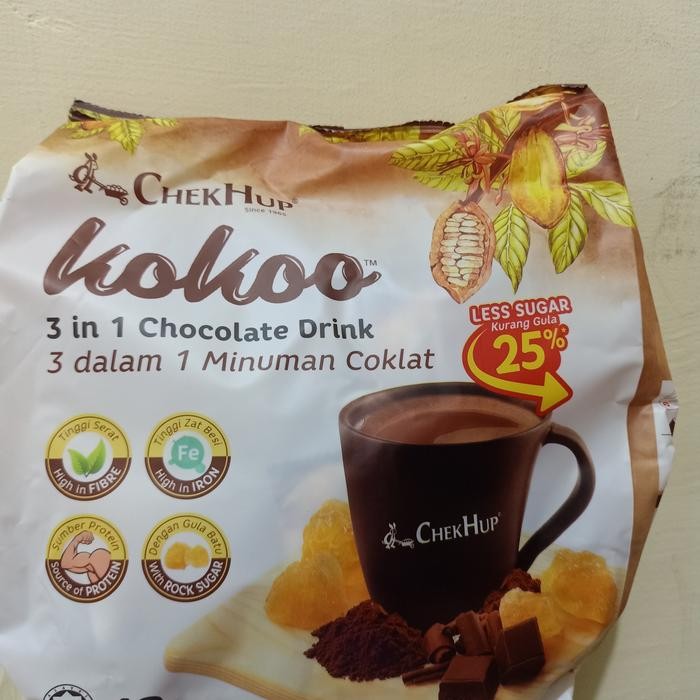 CHEKHUP®
Since 1965
kokoo™
3 in 1 Chocolate Drink
3 dalam 1 Minuman Coklat
LESS SUGAR
Kurang Gula
25%*
Tinggi Serat
High in FIBRE
Tinggi Zat Besi
Fe
High in IRON
Sumber Protein
Source of PROTEIN
Dengan Gula Batu
With ROCK SUGAR
CHEKHUP®